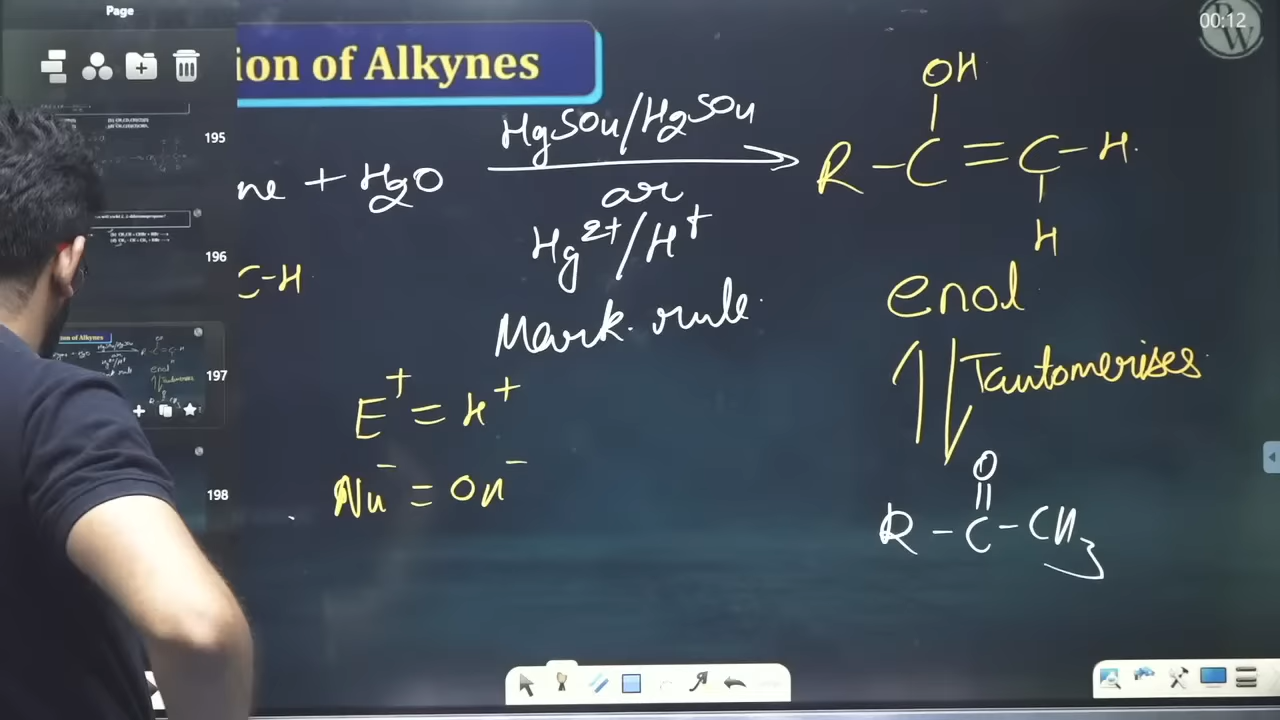 Page
00:12
ion of Alkynes
195
196
197
198
ne + H2O
HgSO4/H2SO4
or
Hg2+/H+
Mark. rule.
C-H
E+ = H+
Nu- = OH-
OH
R-C=C-H
H
enol
Tautomerises
O
R-C-CH3